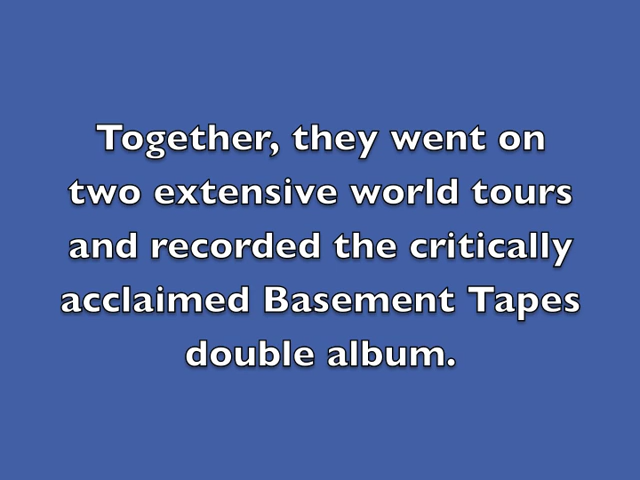 Together, they went on
two extensive world tours
and recorded the critically
acclaimed Basement Tapes
double album.